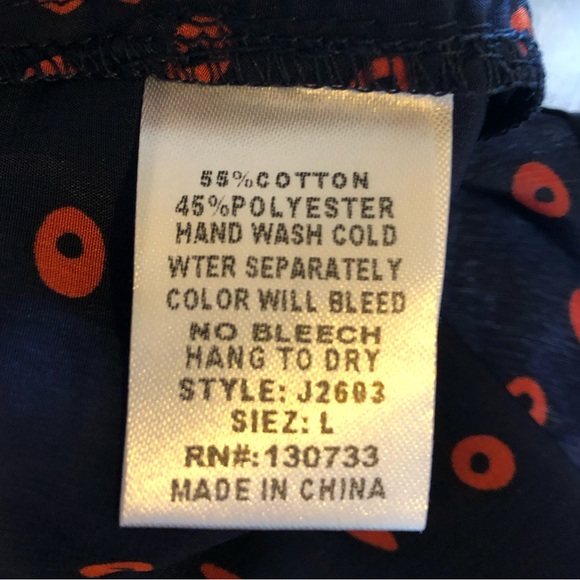 55%COTTON
45%POLYESTER
HAND WASH COLD
WTER SEPARATELY
COLOR WILL BLEED
NO BLEECH
HANG TO DRY
STYLE: J2603
SIEZ: L
RN#:130733
MADE IN CHINA